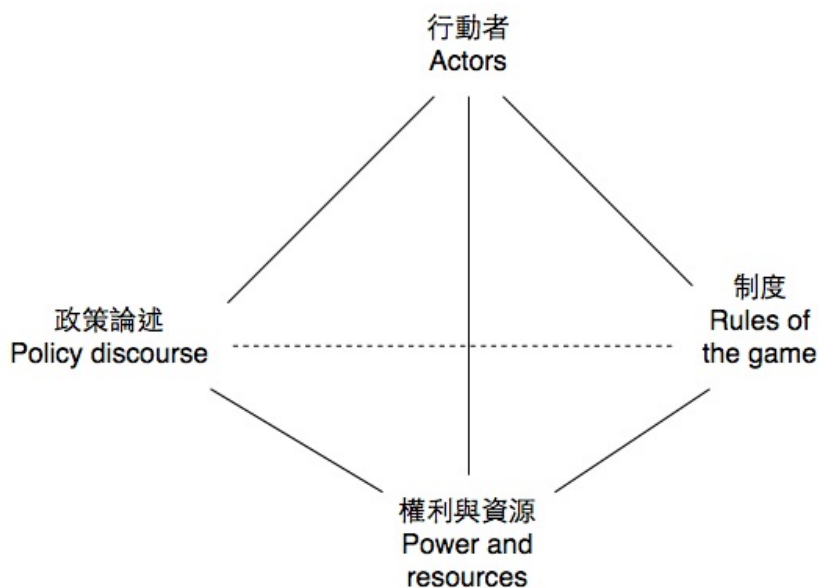 行動者
Actors
政策論述
Policy discourse
制度
Rules of
the game
權利與資源
Power and
resources